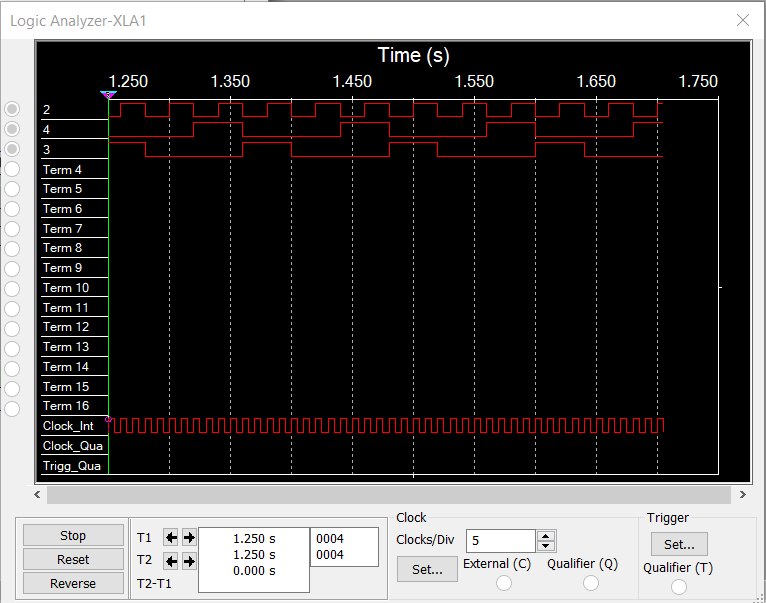 Logic Analyzer-XLA1
Time (s)
1.250 1.350 1.450 1.550 1.650 1.750
2
4
3
Term 4
Term 5
Term 6
Term 7
Term 8
Term 9
Term 10
Term 11
Term 12
Term 13
Term 14
Term 15
Term 16
Clock_Int
Clock_Qua
Trigg_Qua
Stop
Reset
Reverse
T1
T2
T2-T1
1.250 s
1.250 s
0.000 s
0004
0004
Clock
Clocks/Div 5
Set...
External (C) Qualifier (Q)
Trigger
Set...
Qualifier (T)